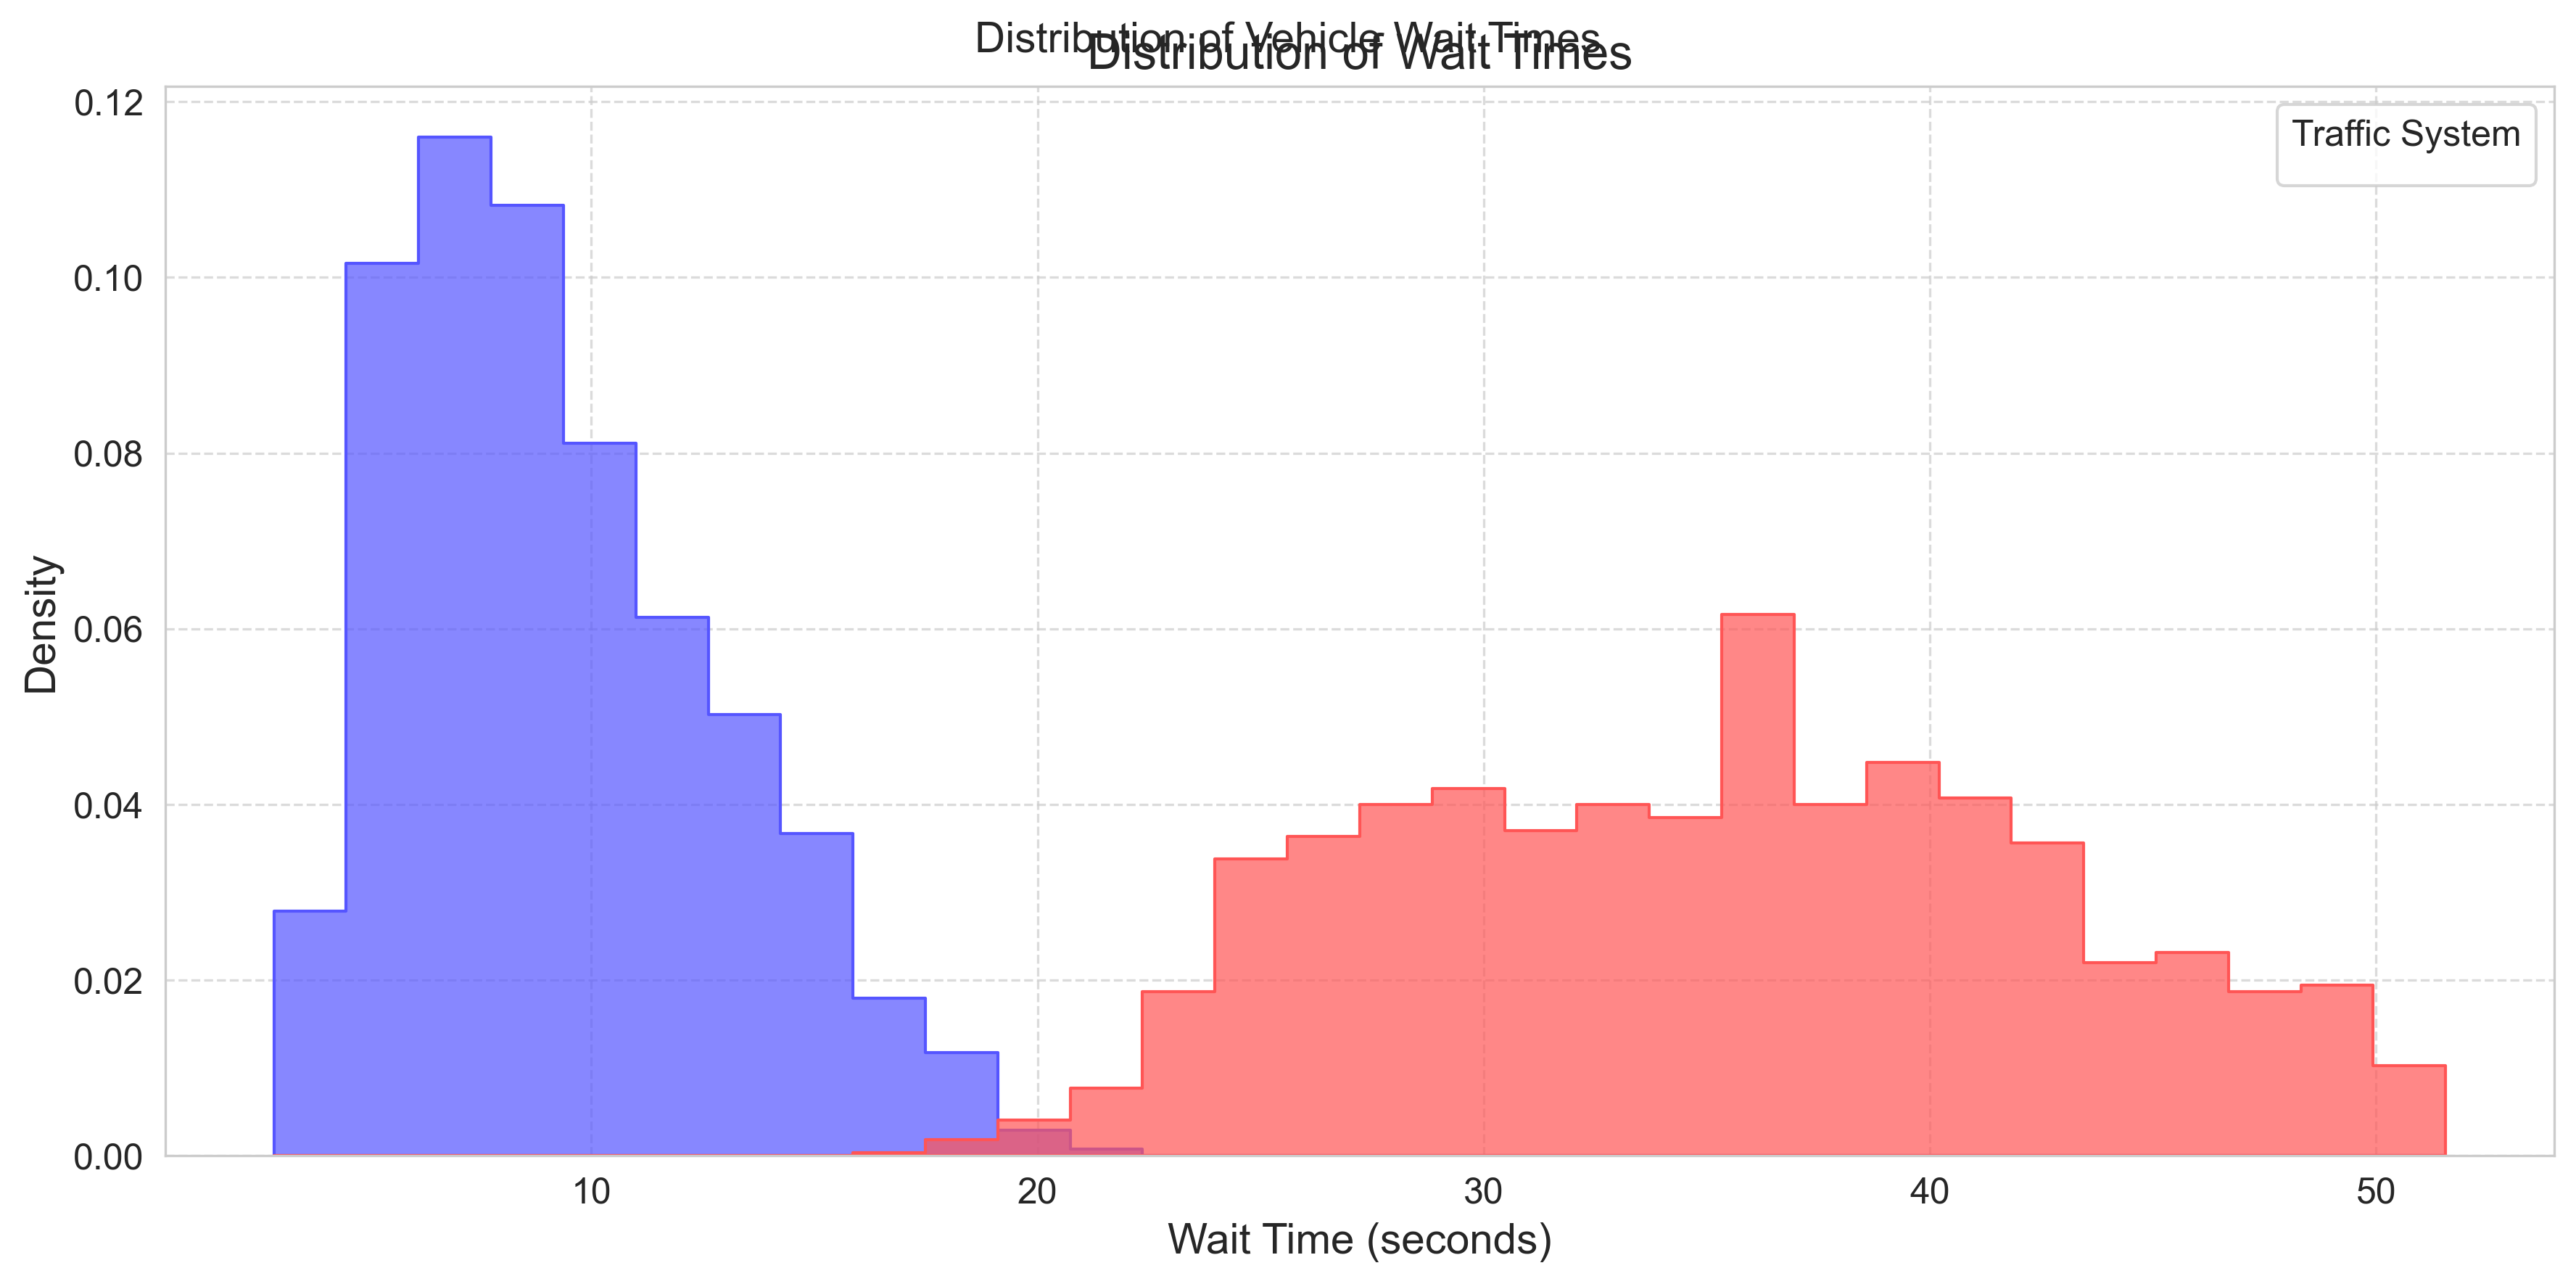 Distribution of Vehicle Wait Times
Distribution of Wait Times
Traffic System
Density
0.12
0.10
0.08
0.06
0.04
0.02
0.00
10 20 30 40 50
Wait Time (seconds)